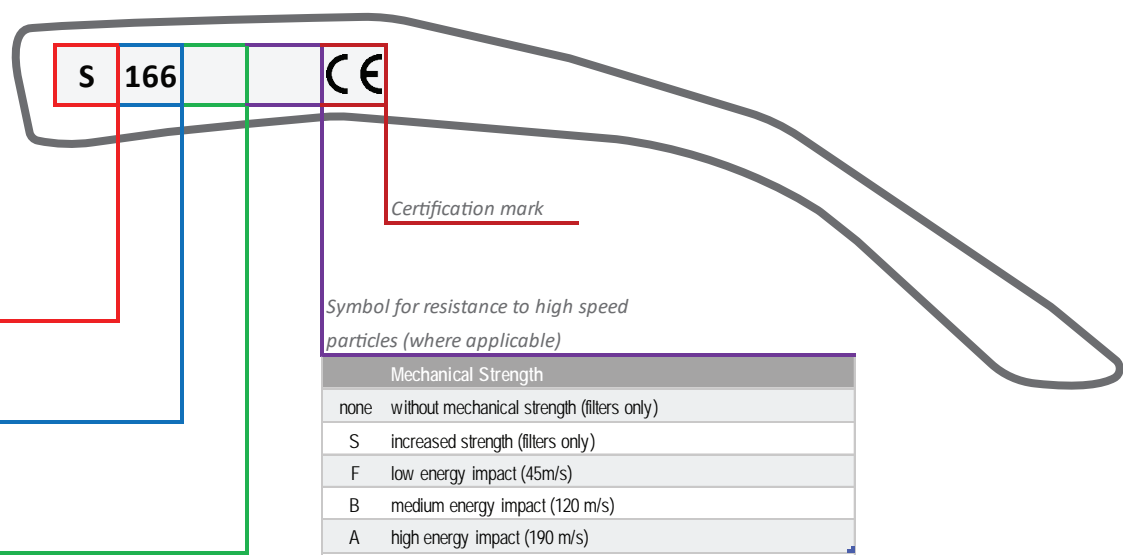 S 166 CE
Certification mark
Symbol for resistance to high speed
particles (where applicable)
Mechanical Strength
none without mechanical strength (filters only)
S increased strength (filters only)
F low energy impact (45m/s)
B medium energy impact (120 m/s)
A high energy impact (190 m/s)